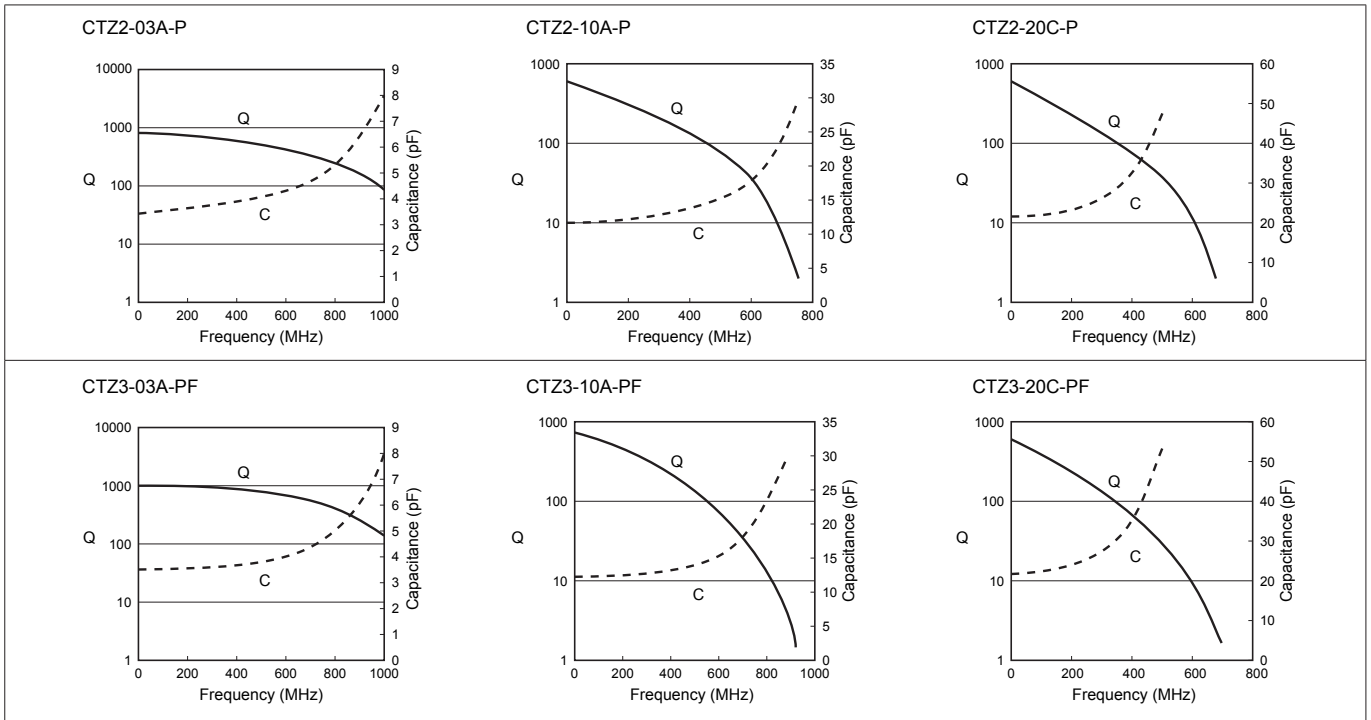 CTZ2-03A-P
10000
1000
100
10
1
Q
Q
C
9
8
7
6
5
4
3
2
1
0
Capacitance (pF)
0 200 400 600 800 1000
Frequency (MHz)
CTZ2-10A-P
1000
100
10
1
Q
Q
C
35
30
25
20
15
10
5
0
Capacitance (pF)
0 200 400 600 800
Frequency (MHz)
CTZ2-20C-P
1000
100
10
1
Q
Q
C
60
50
40
30
20
10
0
Capacitance (pF)
0 200 400 600 800
Frequency (MHz)
CTZ3-03A-PF
10000
1000
100
10
1
Q
Q
C
9
8
7
6
5
4
3
2
1
0
Capacitance (pF)
0 200 400 600 800 1000
Frequency (MHz)
CTZ3-10A-PF
1000
100
10
1
Q
Q
C
35
30
25
20
15
10
5
0
Capacitance (pF)
0 200 400 600 800 1000
Frequency (MHz)
CTZ3-20C-PF
1000
100
10
1
Q
Q
C
60
50
40
30
20
10
0
Capacitance (pF)
0 200 400 600 800
Frequency (MHz)